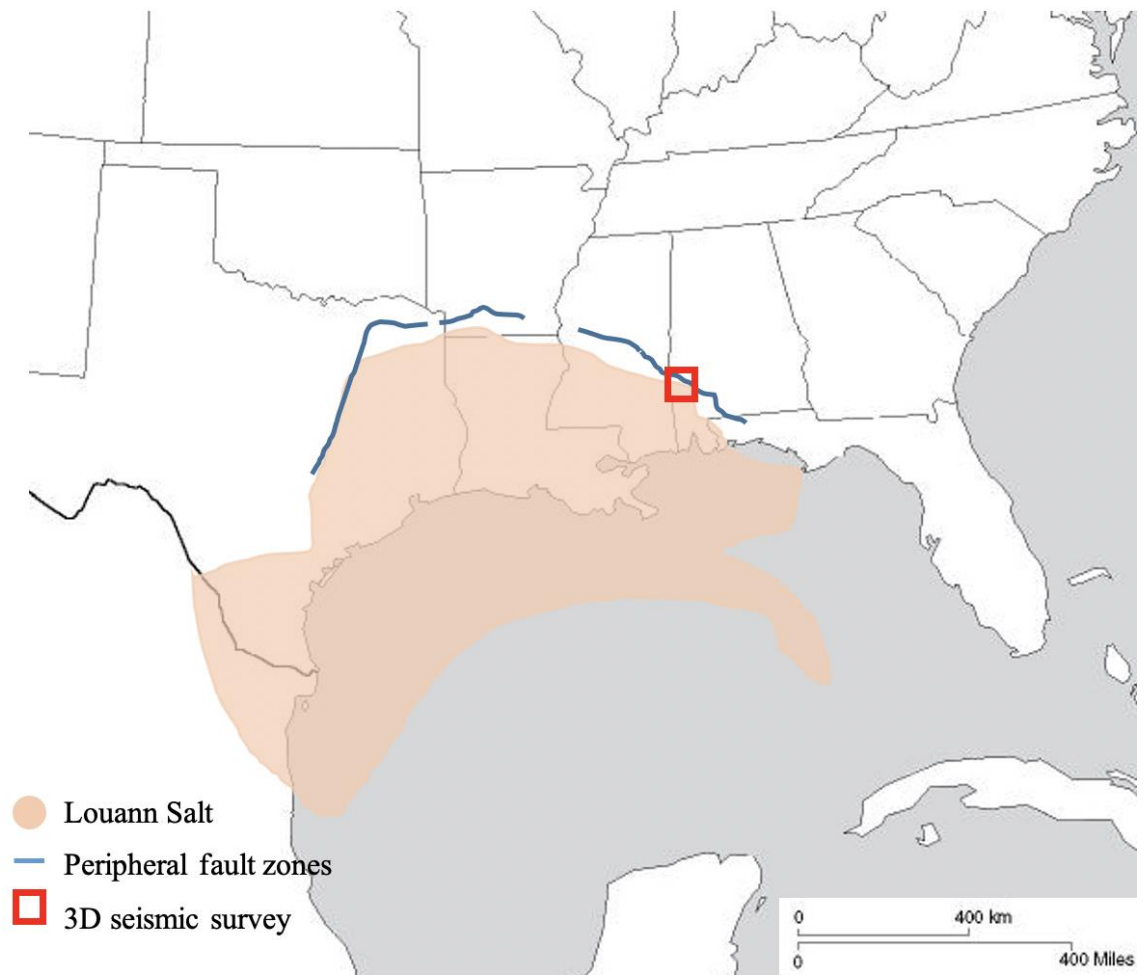 Louann Salt
Peripheral fault zones
3D seismic survey
0 400 km
0 400 Miles